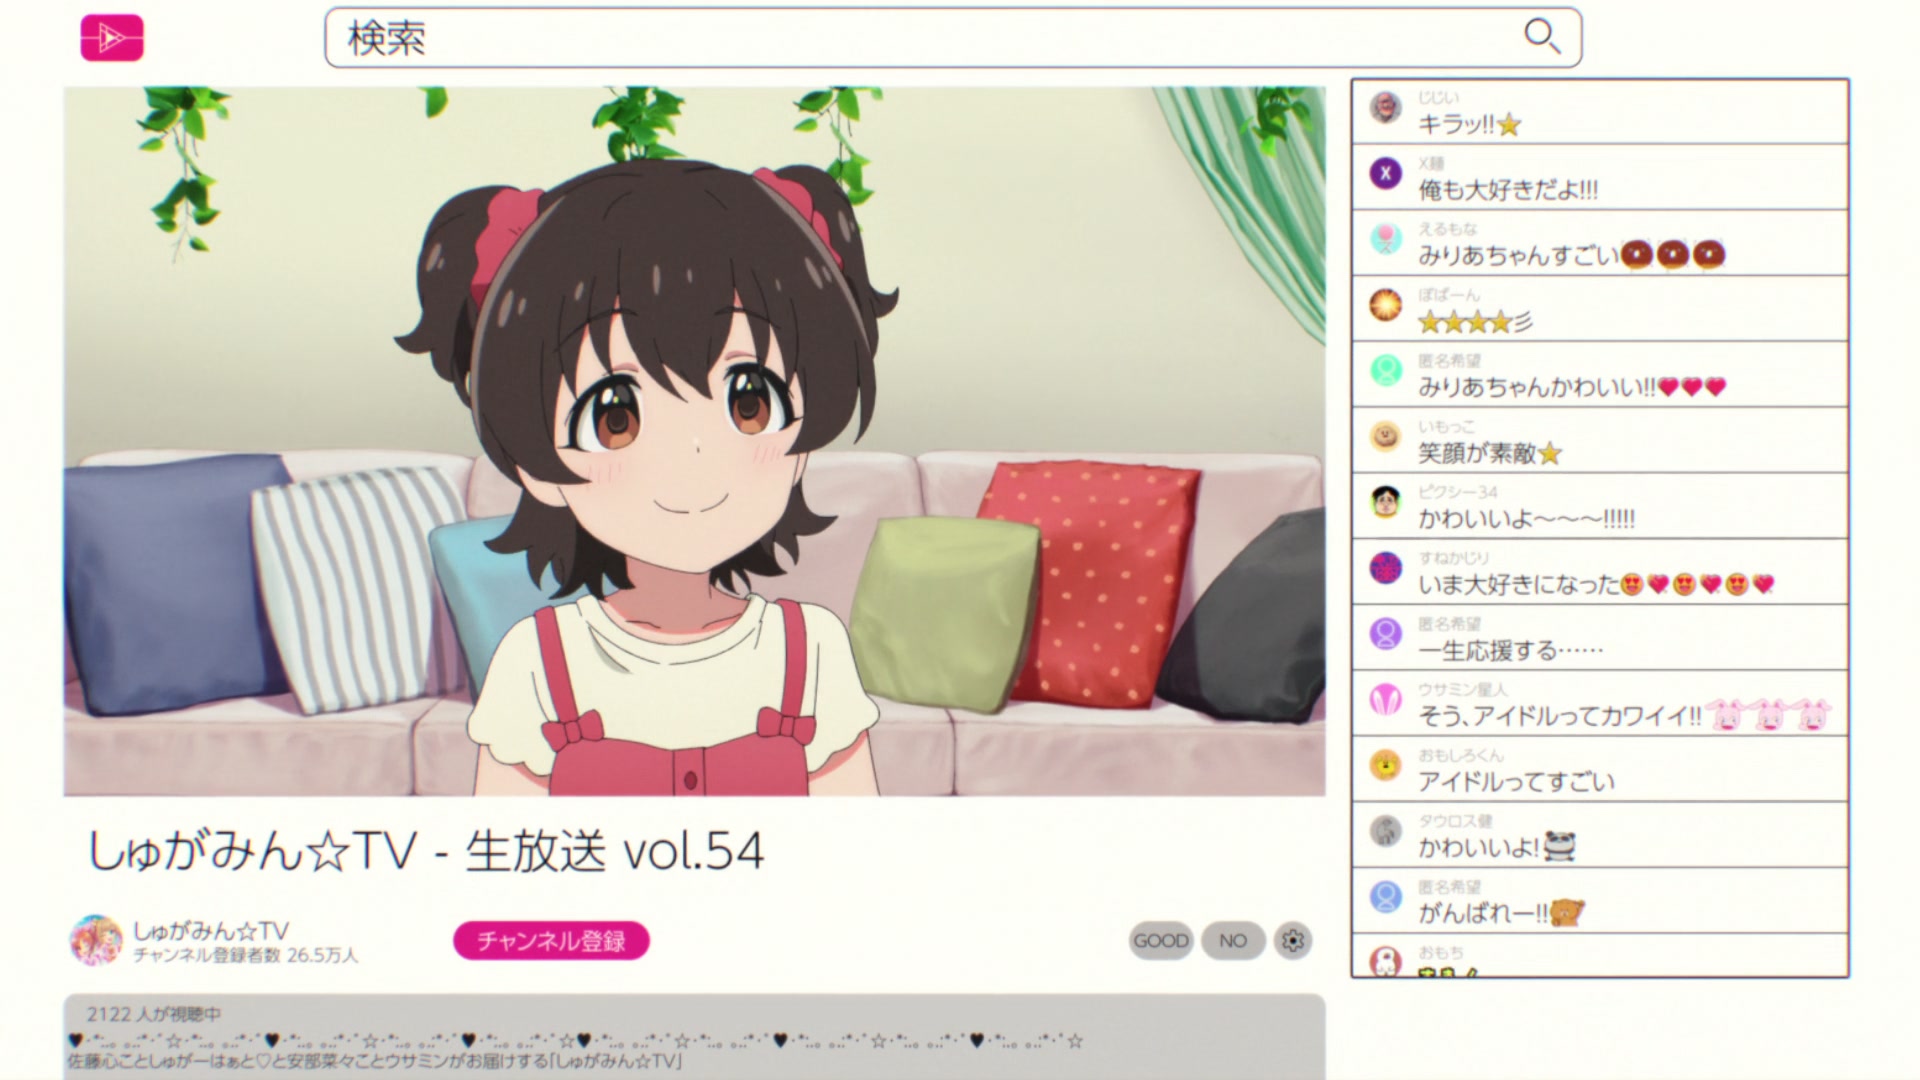 検索
じじい
キラッ!!⭐
X
X麺
俺も大好きだよ!!!
えるもな
みりあちゃんすごい🍩🍩🍩
ぽぱーん
⭐⭐⭐⭐彡
匿名希望
みりあちゃんかわいい!!❤❤❤
いもっこ
笑顔が素敵⭐
ピクシー34
かわいいよ～～～!!!!!
すねかじり
いま大好きになった😍💘😍💘😍💘
匿名希望
一生応援する……
ウサミン星人
そう、アイドルってカワイイ!!
おもしろくん
アイドルってすごい
タウロス健
かわいいよ!🐼
匿名希望
がんばれー!!🐻
おもち
しゅがみん☆TV - 生放送 vol.54
しゅがみん☆TV
チャンネル登録者数 26.5万人
チャンネル登録
GOOD
NO
2122 人が視聴中
♥･*:.｡ ｡.:*･ﾟ☆･*:.｡ ｡.:*･ﾟ♥･*:.｡ ｡.:*･ﾟ☆･*:.｡ ｡.:*･ﾟ♥･*:.｡ ｡.:*･ﾟ☆♥･*:.｡ ｡.:*･ﾟ☆･*:.｡ ｡.:*･ﾟ♥･*:.｡ ｡.:*･ﾟ☆･*:.｡ ｡.:*･ﾟ♥･*:.｡ ｡.:*･ﾟ☆
佐藤心ことしゅがーはぁと♡と安部菜々ことウサミンがお届けする「しゅがみん☆TV」